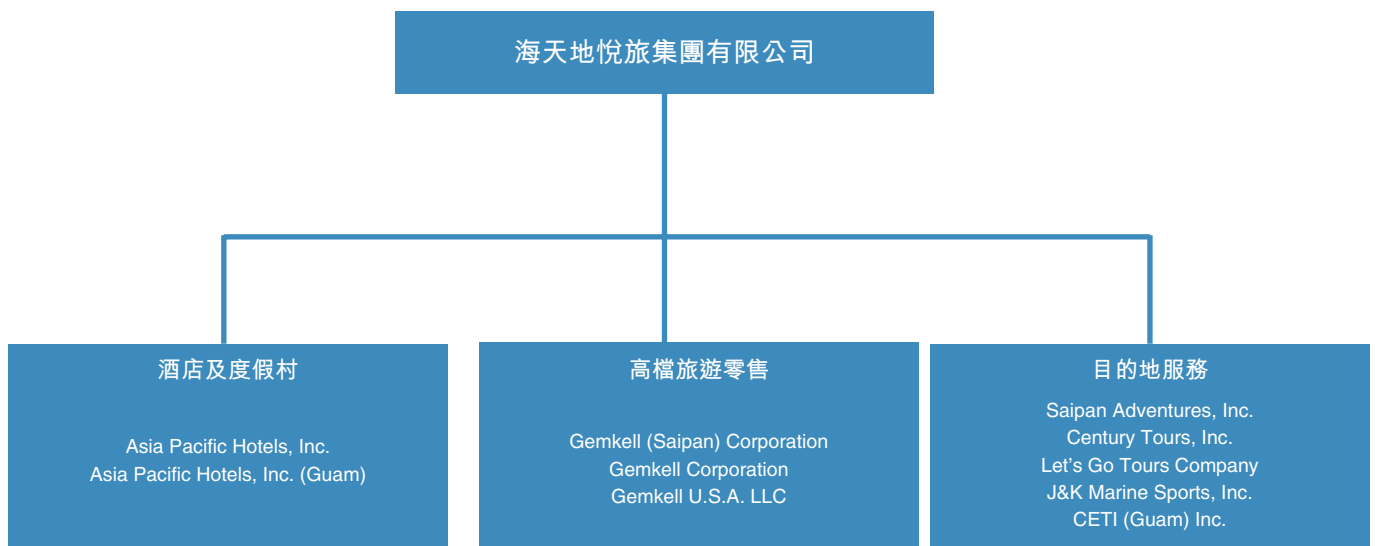 海天地悅旅集團有限公司
酒店及度假村
Asia Pacific Hotels, Inc.
Asia Pacific Hotels, Inc. (Guam)
高檔旅遊零售
Gemkell (Saipan) Corporation
Gemkell Corporation
Gemkell U.S.A. LLC
目的地服務
Saipan Adventures, Inc.
Century Tours, Inc.
Let's Go Tours Company
J&K Marine Sports, Inc.
CETI (Guam) Inc.